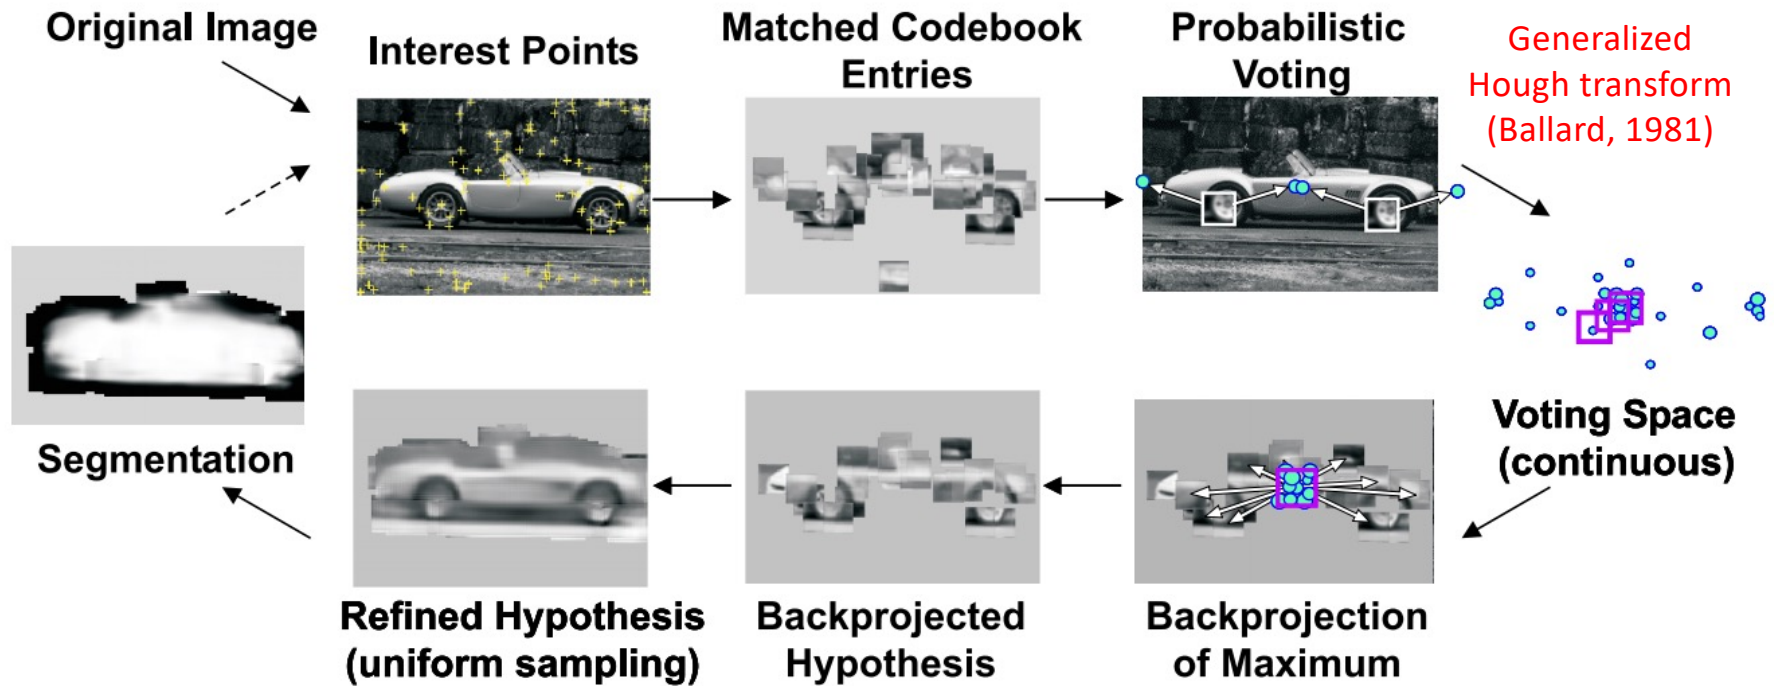 Original Image
Interest Points
Matched Codebook
Entries
Probabilistic
Voting
Generalized
Hough transform
(Ballard, 1981)
Voting Space
(continuous)
Segmentation
Refined Hypothesis
(uniform sampling)
Backprojected
Hypothesis
Backprojection
of Maximum